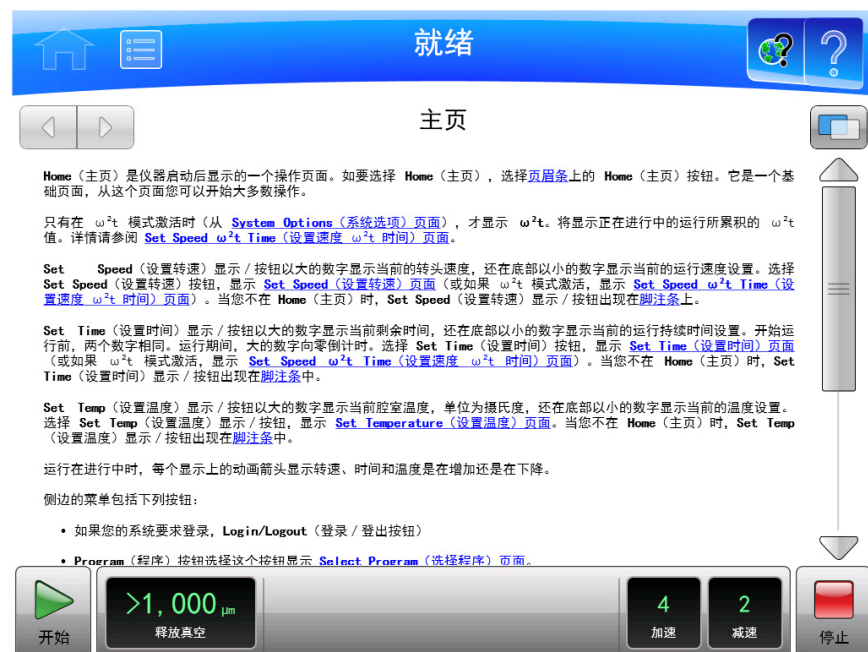 就绪
主页
Home（主页）是仪器启动后显示的一个操作页面。如要选择 Home（主页）, 选择页眉条上的 Home（主页）按钮。它是一个基
础页面, 从这个页面您可以开始大多数操作。
只有在 ω²t 模式激活时（从 System Options（系统选项）页面）, 才显示 ω²t。将显示正在进行中的运行所累积的 ω²t
值。详情请参阅 Set Speed ω²t Time（设置速度 ω²t 时间）页面。
Set Speed（设置转速）显示／按钮以大的数字显示当前的转头速度, 还在底部以小的数字显示当前的运行速度设置。选择
Set Speed（设置转速）按钮, 显示 Set Speed（设置转速）页面（或如果 ω²t 模式激活, 显示 Set Speed ω²t Time（设
置速度 ω²t 时间）页面）。当您不在 Home（主页）时, Set Speed（设置转速）显示／按钮出现在脚注条上。
Set Time（设置时间）显示／按钮以大的数字显示当前剩余时间, 还在底部以小的数字显示当前的运行持续时间设置。开始运
行前, 两个数字相同。运行期间, 大的数字向零倒计时。选择 Set Time（设置时间）按钮, 显示 Set Time（设置时间）页面
（或如果 ω²t 模式激活, 显示 Set Speed ω²t Time（设置速度 ω²t 时间）页面）。当您不在 Home（主页）时, Set
Time（设置时间）显示／按钮出现在脚注条中。
Set Temp（设置温度）显示／按钮以大的数字显示当前腔室温度, 单位为摄氏度, 还在底部以小的数字显示当前的温度设置。
选择 Set Temp（设置温度）显示／按钮, 显示 Set Temperature（设置温度）页面。当您不在 Home（主页）时, Set Temp
（设置温度）显示／按钮出现在脚注条中。
运行在进行中时, 每个显示上的动画箭头显示转速、时间和温度是在增加还是在下降。
侧边的菜单包括下列按钮:
• 如果您的系统要求登录, Login/Logout（登录／登出按钮）
• Program（程序）按钮选择这个按钮显示 Select Program（选择程序）页面。
开始
>1,000 μm
释放真空
4
加速
2
减速
停止